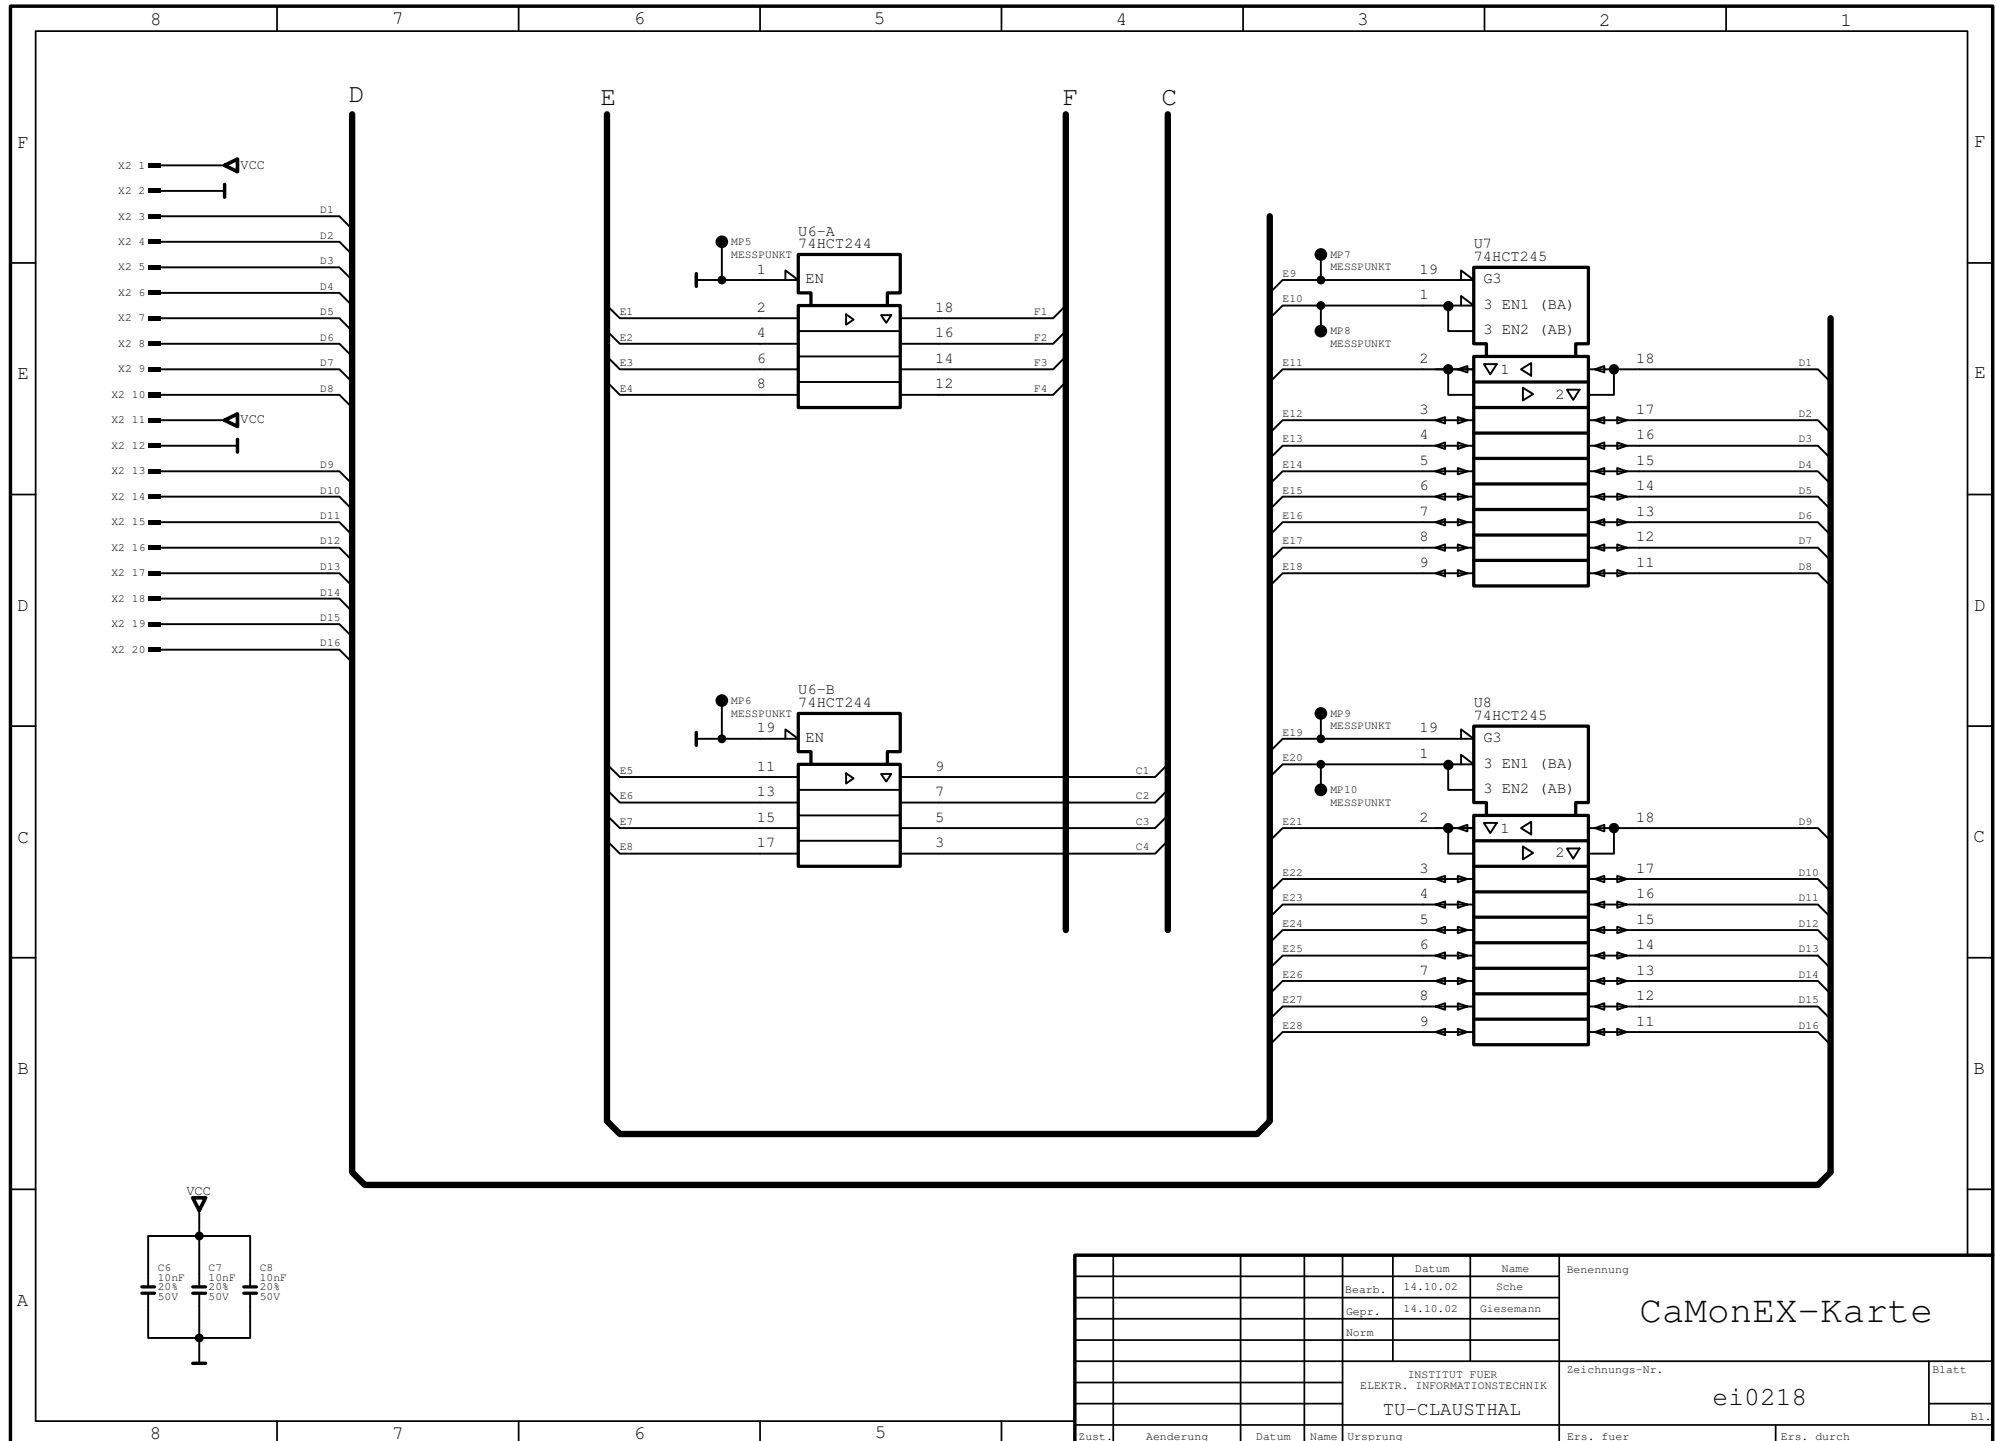 8 7 6 5 4 3 2 1
D E F C
F F
X2 1 VCC
X2 2
X2 3 D1
X2 4 D2
X2 5 D3
X2 6 D4
X2 7 D5
X2 8 D6
X2 9 D7
X2 10 D8
X2 11 VCC
X2 12
X2 13 D9
X2 14 D10
X2 15 D11
X2 16 D12
X2 17 D13
X2 18 D14
X2 19 D15
X2 20 D16
U6-A
74HCT244
MP5
MESSPUNKT
1 EN
E1 2 18 F1
E2 4 16 F2
E3 6 14 F3
E4 8 12 F4
U6-B
74HCT244
MP6
MESSPUNKT
19 EN
E5 11 9 C1
E6 13 7 C2
E7 15 5 C3
E8 17 3 C4
U7
74HCT245
MP7
MESSPUNKT
E9 19 G3
E10 1 3 EN1 (BA)
MP8
MESSPUNKT
3 EN2 (AB)
E11 2 1 18 D1
2
E12 3 17 D2
E13 4 16 D3
E14 5 15 D4
E15 6 14 D5
E16 7 13 D6
E17 8 12 D7
E18 9 11 D8
U8
74HCT245
MP9
MESSPUNKT
E19 19 G3
E20 1 3 EN1 (BA)
MP10
MESSPUNKT
3 EN2 (AB)
E21 2 1 18 D9
2
E22 3 17 D10
E23 4 16 D11
E24 5 15 D12
E25 6 14 D13
E26 7 13 D14
E27 8 12 D15
E28 9 11 D16
E E
D D
C C
B B
A
VCC
C6
10nF
20%
50V
C7
10nF
20%
50V
C8
10nF
20%
50V
Datum Name Benennung
Bearb. 14.10.02 Sche
Gepr. 14.10.02 Giesemann
Norm
CaMonEX-Karte
INSTITUT FUER
ELEKTR. INFORMATIONSTECHNIK
TU-CLAUSTHAL
Zeichnungs-Nr.
ei0218
Blatt
Bl.
Zust. Aenderung Datum Name Ursprung Ers. fuer Ers. durch
8 7 6 5